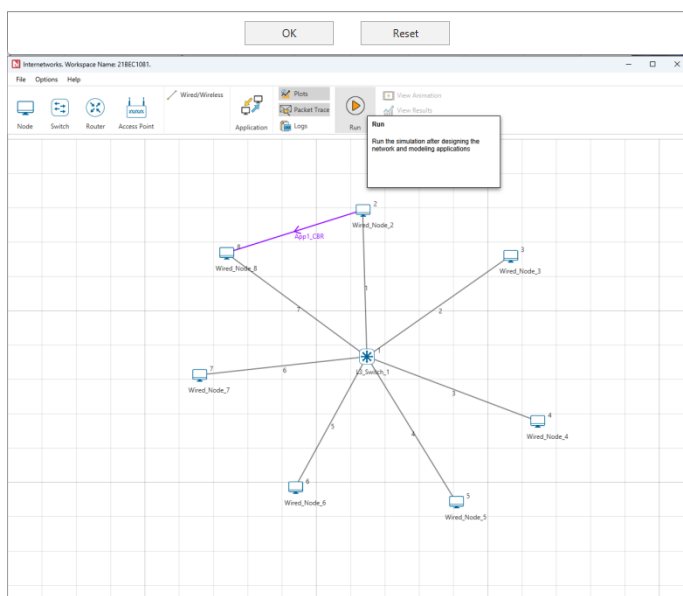 OK
Reset
Internetworks. Workspace Name: 21BEC1081.
File Options Help
Node
Switch
Router
Access Point
Wired/Wireless
Application
Plots
Packet Trace
Logs
Run
View Animation
View Results
Run
Run the simulation after designing the
network and modeling applications
2
Wired_Node_2
App1_CBR
8
Wired_Node_8
3
Wired_Node_3
1
2
7
1
L3_Switch_1
7
6
Wired_Node_7
3
4
Wired_Node_4
5
4
6
Wired_Node_6
5
Wired_Node_5